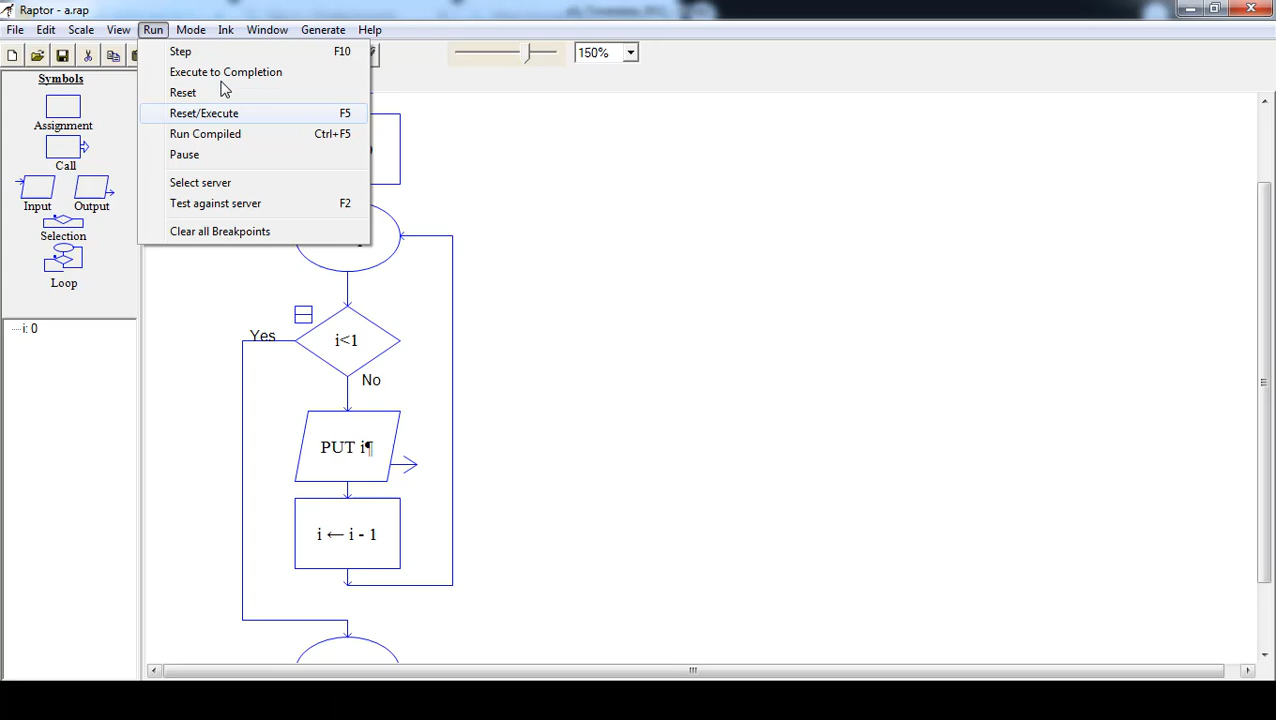 Raptor - a.rap
File Edit Scale View Run Mode Ink Window Generate Help
150%
Symbols
Assignment
Call
Input Output
Selection
Loop
i: 0
Step F10
Execute to Completion
Reset
Reset/Execute F5
Run Compiled Ctrl+F5
Pause
Select server
Test against server F2
Clear all Breakpoints
Yes
i<1
No
PUT i¶
i ← i - 1